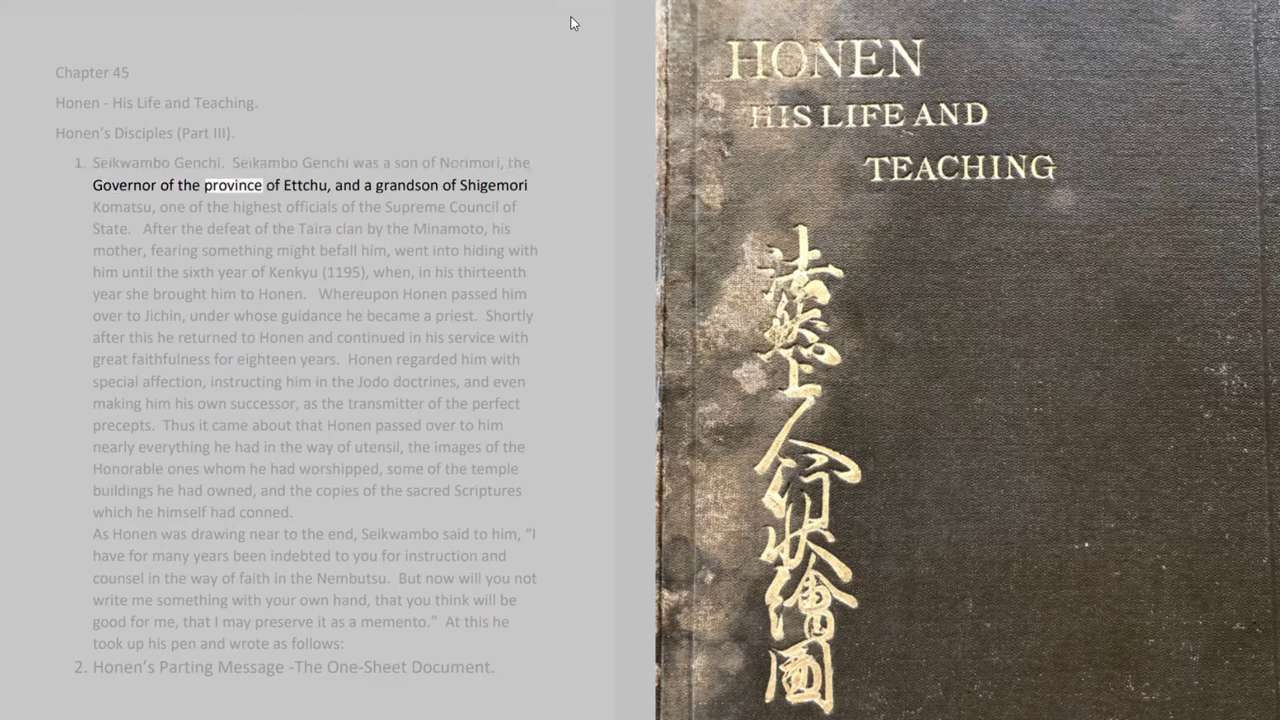 Chapter 45
Honen - His Life and Teaching.
Honen's Disciples (Part III).
1. Seikwambo Genchi. Seikambo Genchi was a son of Norimori, the
Governor of the province of Ettchu, and a grandson of Shigemori
Komatsu, one of the highest officials of the Supreme Council of
State. After the defeat of the Taira clan by the Minamoto, his
mother, fearing something might befall him, went into hiding with
him until the sixth year of Kenkyu (1195), when, in his thirteenth
year she brought him to Honen. Whereupon Honen passed him
over to Jichin, under whose guidance he became a priest. Shortly
after this he returned to Honen and continued in his service with
great faithfulness for eighteen years. Honen regarded him with
special affection, instructing him in the Jodo doctrines, and even
making him his own successor, as the transmitter of the perfect
precepts. Thus it came about that Honen passed over to him
nearly everything he had in the way of utensil, the images of the
Honorable ones whom he had worshipped, some of the temple
buildings he had owned, and the copies of the sacred Scriptures
which he himself had conned.
As Honen was drawing near to the end, Seikwambo said to him, "I
have for many years been indebted to you for instruction and
counsel in the way of faith in the Nembutsu. But now will you not
write me something with your own hand, that you think will be
good for me, that I may preserve it as a memento." At this he
took up his pen and wrote as follows:
2. Honen's Parting Message -The One-Sheet Document.
HONEN
HIS LIFE AND
TEACHING
法然上人行状繪圖